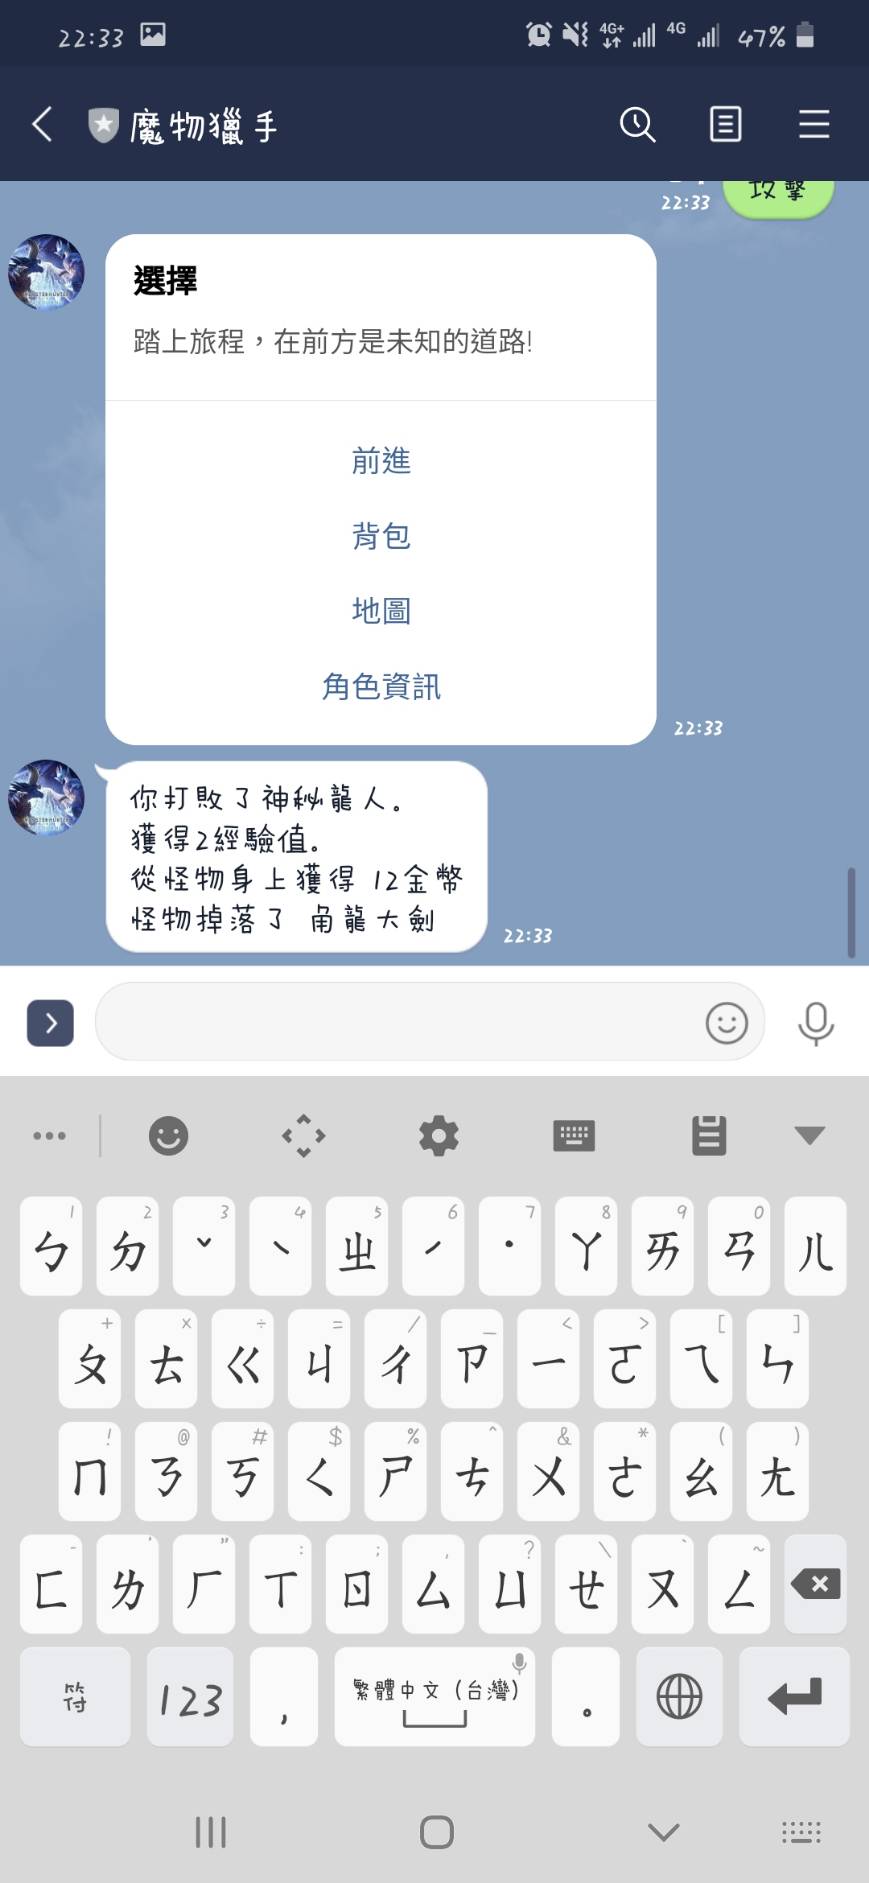 22:33 4G+ 4G 47%
魔物獵手
22:33 攻擊
選擇
踏上旅程，在前方是未知的道路!
前進
背包
地圖
角色資訊
22:33
你打敗了神秘龍人。
獲得2經驗值。
從怪物身上獲得 12金幣
怪物掉落了 角龍大劍
22:33
1 2 3 4 5 6 7 8 9 0
ㄅ ㄉ ˇ ˋ ㄓ ˊ ˙ ㄚ ㄞ ㄢ ㄦ
+ × ÷ = / _ < > [ ]
ㄆ ㄊ ㄍ ㄐ ㄔ ㄗ ㄧ ㄛ ㄟ ㄣ
! @ # $ % ^ & * ( )
ㄇ ㄋ ㄎ ㄑ ㄕ ㄘ ㄨ ㄜ ㄠ ㄤ
- ' " : ; , ? \ ` ~
ㄈ ㄌ ㄏ ㄒ ㄖ ㄙ ㄩ ㄝ ㄡ ㄥ
符 123 , 繁體中文 (台灣) 。